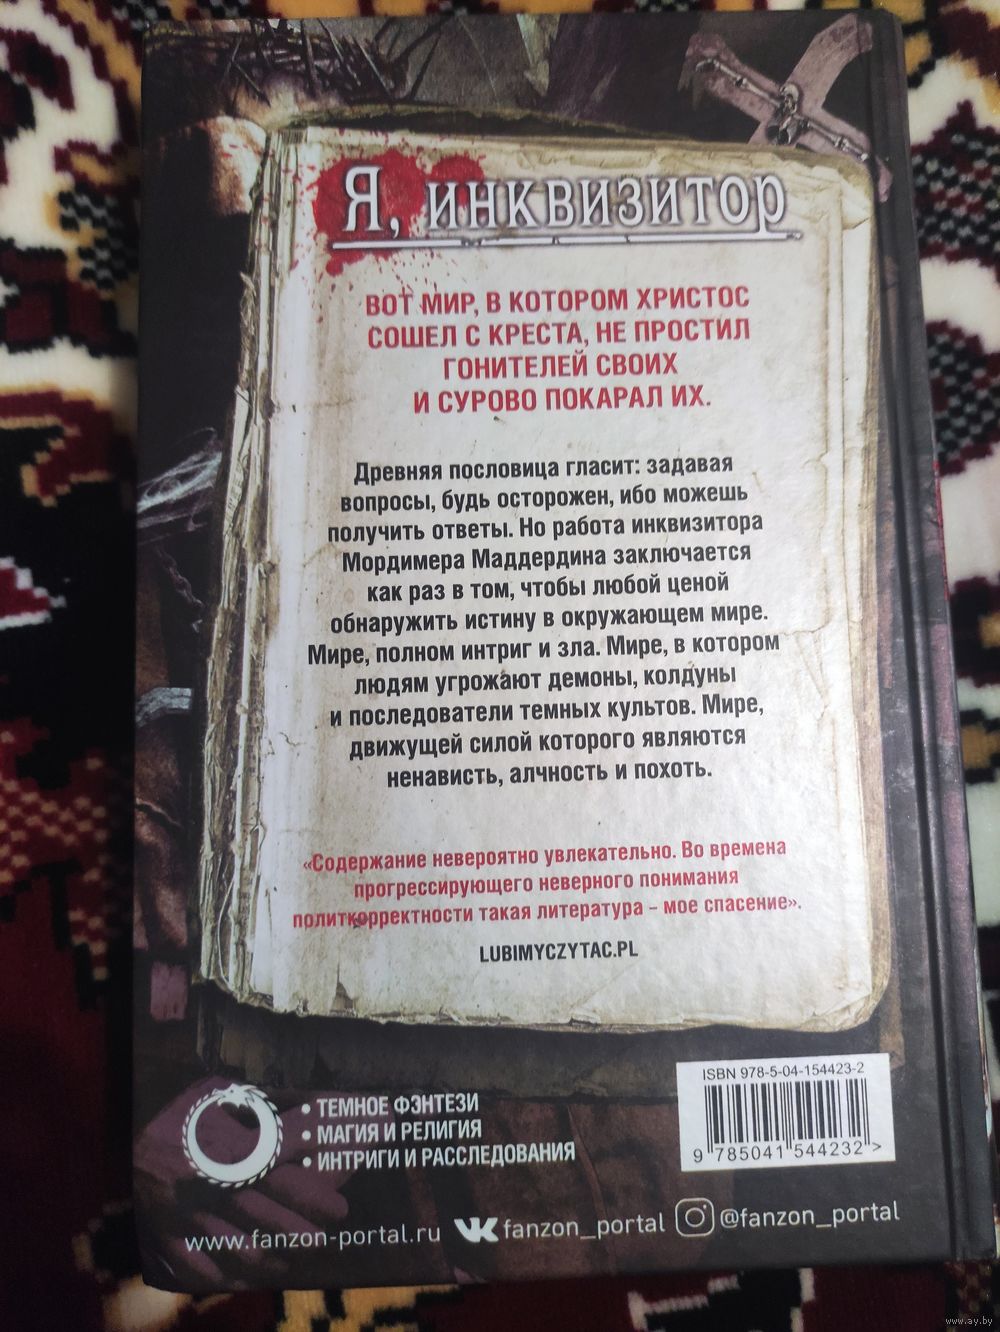 Я, инквизитор
ВОТ МИР, В КОТОРОМ ХРИСТОС
СОШЕЛ С КРЕСТА, НЕ ПРОСТИЛ
ГОНИТЕЛЕЙ СВОИХ
И СУРОВО ПОКАРАЛ ИХ.
Древняя пословица гласит: задавая
вопросы, будь осторожен, ибо можешь
получить ответы. Но работа инквизитора
Мордимера Маддердина заключается
как раз в том, чтобы любой ценой
обнаружить истину в окружающем мире.
Мире, полном интриг и зла. Мире, в котором
людям угрожают демоны, колдуны
и последователи темных культов. Мире,
движущей силой которого являются
ненависть, алчность и похоть.
«Содержание невероятно увлекательно. Во времена
прогрессирующего неверного понимания
политкорректности такая литература – мое спасение».
LUBIMYCZYTAC.PL
ISBN 978-5-04-154423-2
9 785041 544232 >
• ТЕМНОЕ ФЭНТЕЗИ
• МАГИЯ И РЕЛИГИЯ
• ИНТРИГИ И РАССЛЕДОВАНИЯ
www.fanzon-portal.ru fanzon_portal @fanzon_portal
www.ay.by